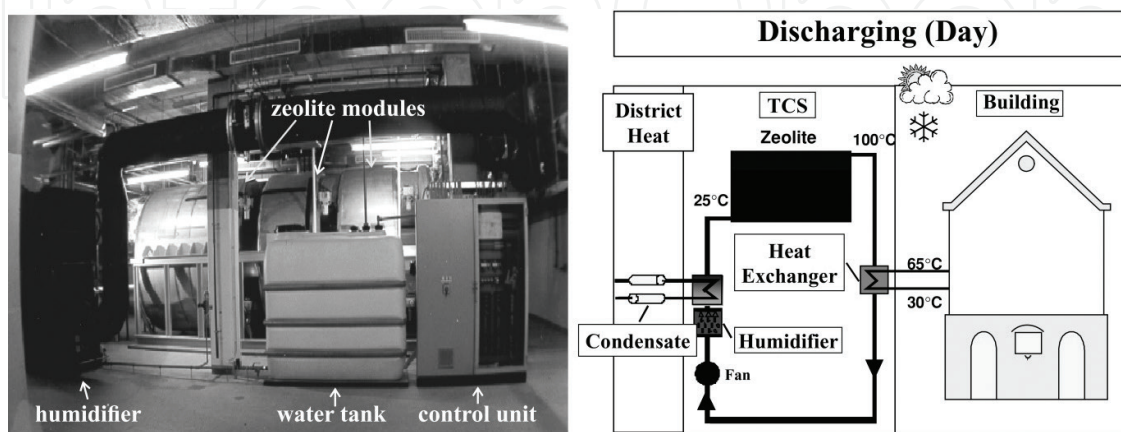 zeolite modules
humidifier
water tank
control unit
Discharging (Day)
District
Heat
TCS
Zeolite
100°C
Building
25°C
Heat
Exchanger
65°C
30°C
Condensate
Humidifier
Fan